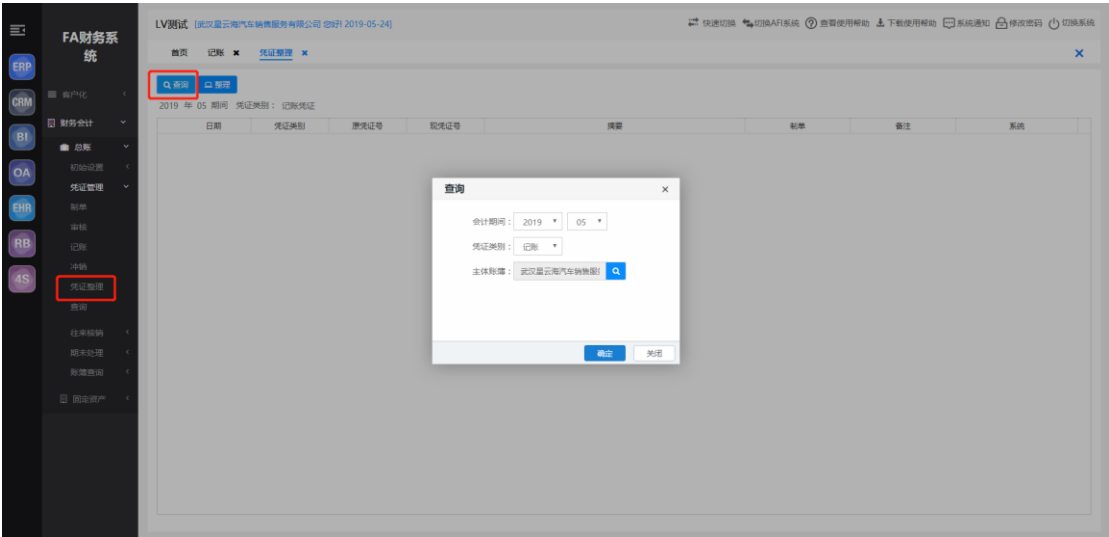 LV测试 [武汉星云海汽车销售服务有限公司 您好! 2019-05-24]
快速切换 切换AR系统 查看使用帮助 下载使用帮助 系统通知 修改密码 切换系统
FA财务系统
首页 记账 × 凭证整理 ×
ERP
CRM
BI
OA
EHR
RB
4S
客户化
财务会计
总账
初始设置
凭证管理
制单
审核
记账
冲销
凭证整理
查询
往来核销
期末处理
账簿查询
固定资产
查询 整理
2019 年 05 期间 凭证类别： 记账凭证
日期 凭证类别 原凭证号 现凭证号 摘要 制单 备注 系统
查询 ×
会计期间： 2019 05
凭证类别： 记账
主体账簿： 武汉星云海汽车销售服
确定 关闭